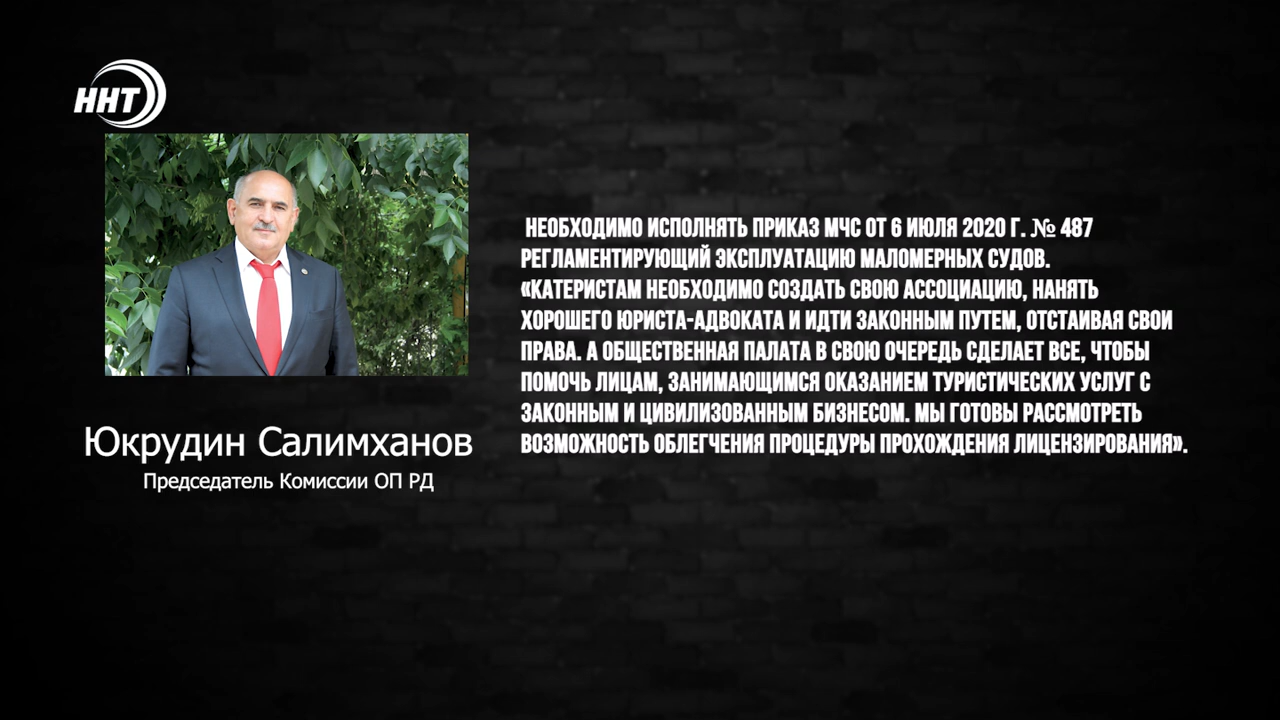 ННТ
Юкрудин Салимханов
Председатель Комиссии ОП РД
НЕОБХОДИМО ИСПОЛНЯТЬ ПРИКАЗ МЧС ОТ 6 ИЮЛЯ 2020 Г. № 487
РЕГЛАМЕНТИРУЮЩИЙ ЭКСПЛУАТАЦИЮ МАЛОМЕРНЫХ СУДОВ.
«КАТЕРИСТАМ НЕОБХОДИМО СОЗДАТЬ СВОЮ АССОЦИАЦИЮ, НАНЯТЬ
ХОРОШЕГО ЮРИСТА-АДВОКАТА И ИДТИ ЗАКОННЫМ ПУТЕМ, ОТСТАИВАЯ СВОИ
ПРАВА. А ОБЩЕСТВЕННАЯ ПАЛАТА В СВОЮ ОЧЕРЕДЬ СДЕЛАЕТ ВСЕ, ЧТОБЫ
ПОМОЧЬ ЛИЦАМ, ЗАНИМАЮЩИМСЯ ОКАЗАНИЕМ ТУРИСТИЧЕСКИХ УСЛУГ С
ЗАКОННЫМ И ЦИВИЛИЗОВАННЫМ БИЗНЕСОМ. МЫ ГОТОВЫ РАССМОТРЕТЬ
ВОЗМОЖНОСТЬ ОБЛЕГЧЕНИЯ ПРОЦЕДУРЫ ПРОХОЖДЕНИЯ ЛИЦЕНЗИРОВАНИЯ».